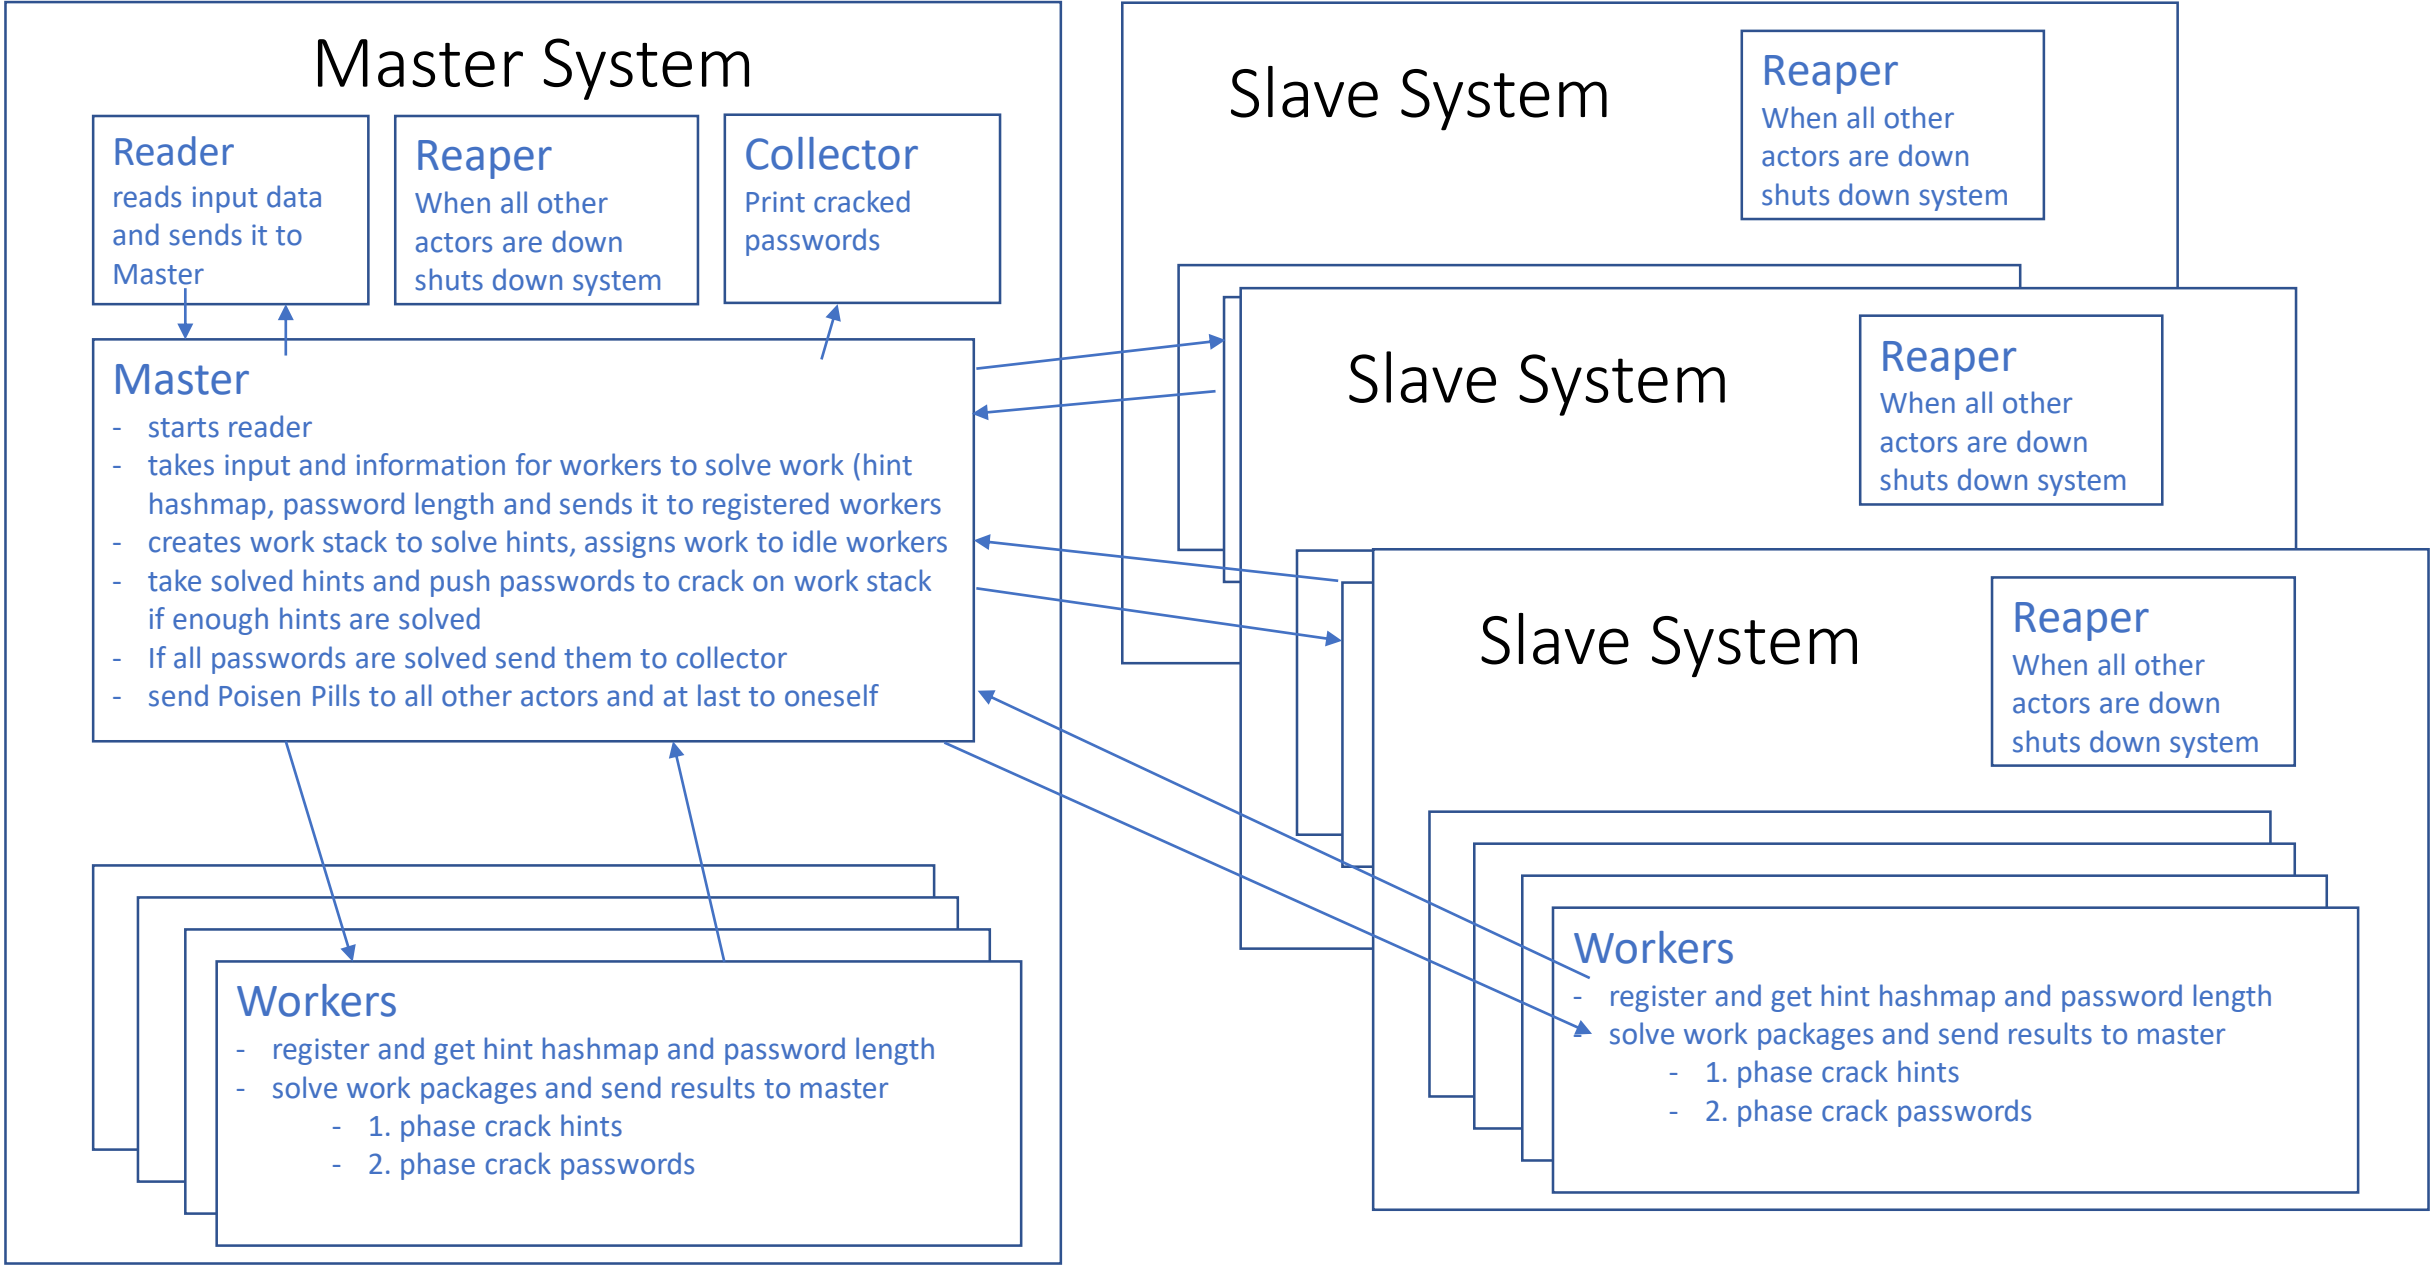 Master System
Reader
reads input data
and sends it to
Master
Reaper
When all other
actors are down
shuts down system
Collector
Print cracked
passwords
Master
- starts reader
- takes input and information for workers to solve work (hint
hashmap, password length and sends it to registered workers
- creates work stack to solve hints, assigns work to idle workers
- take solved hints and push passwords to crack on work stack
if enough hints are solved
- If all passwords are solved send them to collector
- send Poisen Pills to all other actors and at last to oneself
Workers
- register and get hint hashmap and password length
- solve work packages and send results to master
- 1. phase crack hints
- 2. phase crack passwords
Slave System
Reaper
When all other
actors are down
shuts down system
Slave System
Reaper
When all other
actors are down
shuts down system
Slave System
Reaper
When all other
actors are down
shuts down system
Workers
- register and get hint hashmap and password length
- solve work packages and send results to master
- 1. phase crack hints
- 2. phase crack passwords